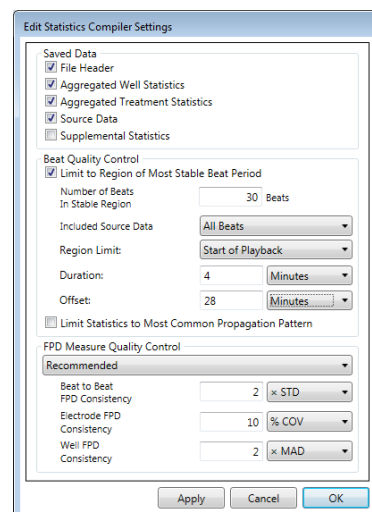 Edit Statistics Compiler Settings
Saved Data
File Header
Aggregated Well Statistics
Aggregated Treatment Statistics
Source Data
Supplemental Statistics
Beat Quality Control
Limit to Region of Most Stable Beat Period
Number of Beats
In Stable Region
30 Beats
Included Source Data All Beats
Region Limit: Start of Playback
Duration: 4 Minutes
Offset: 28 Minutes
Limit Statistics to Most Common Propagation Pattern
FPD Measure Quality Control
Recommended
Beat to Beat
FPD Consistency
2 × STD
Electrode FPD
Consistency
10 % COV
Well FPD
Consistency
2 × MAD
Apply Cancel OK